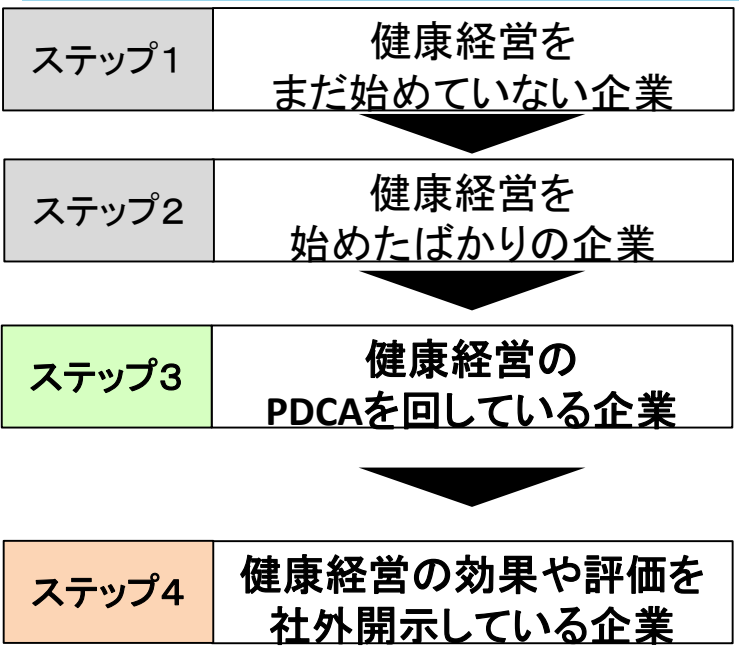 ステップ1
健康経営を
まだ始めていない企業
ステップ2
健康経営を
始めたばかりの企業
ステップ3
健康経営の
PDCAを回している企業
ステップ4
健康経営の効果や評価を
社外開示している企業